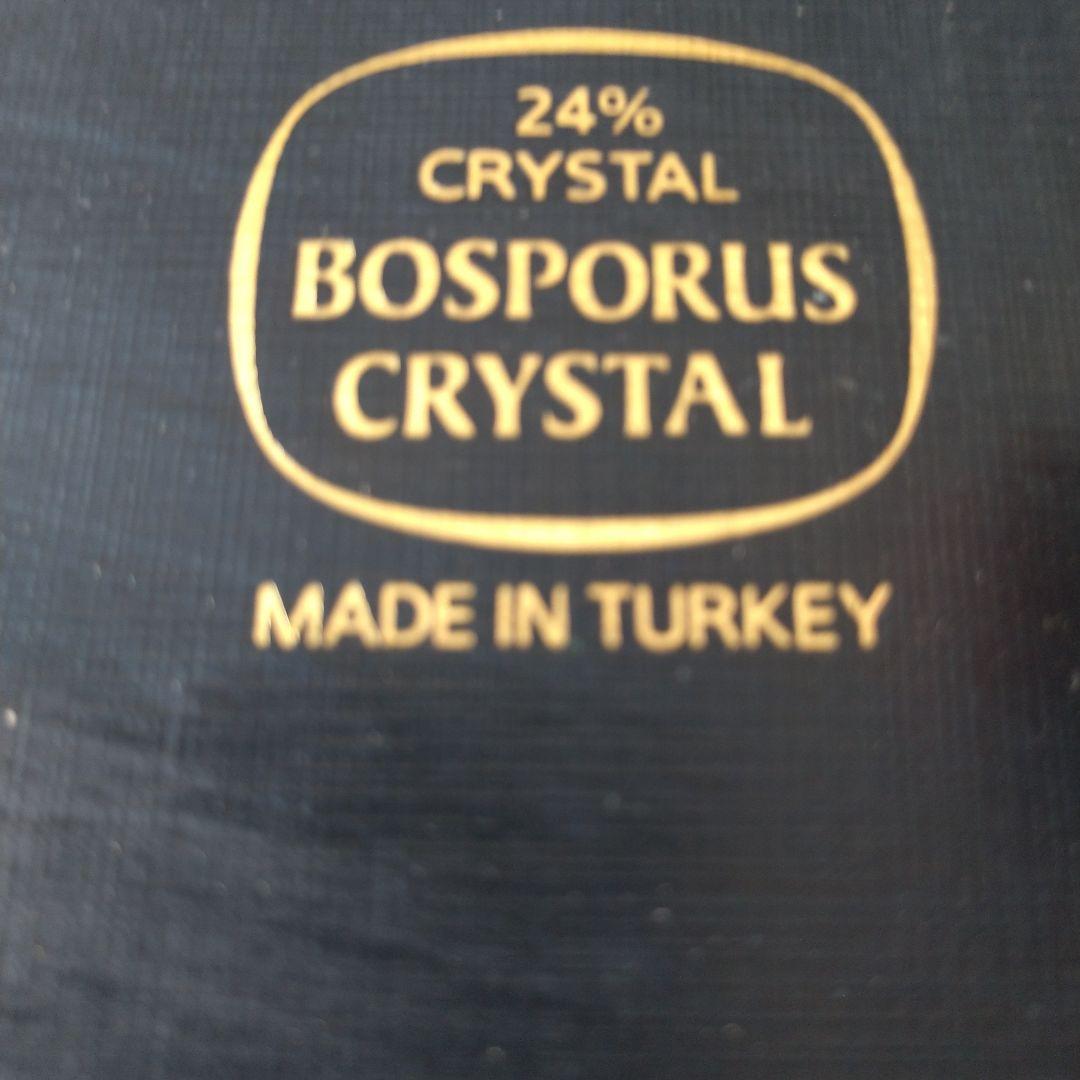 24%
CRYSTAL
BOSPORUS
CRYSTAL
MADE IN TURKEY